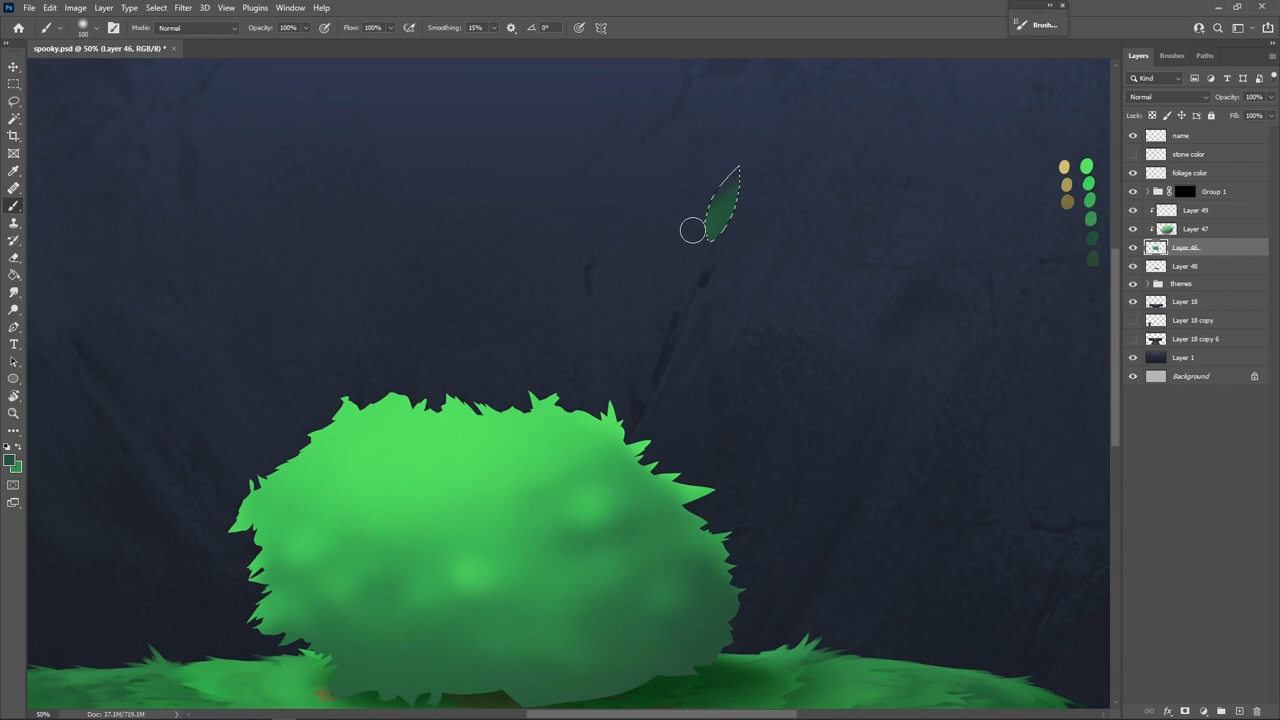 Ps File Edit Image Layer Type Select Filter 3D View Plugins Window Help
Brush...
100
Mode: Normal Opacity: 100% Flow: 100% Smoothing: 15% 0°
spooky.psd @ 50% (Layer 46, RGB/8) *
Layers Brushes Paths
Kind
Normal Opacity: 100%
Lock: Fill: 100%
name
stone color
foliage color
Group 1
Layer 49
Layer 47
Layer 46
Layer 48
themes
Layer 18
Layer 18 copy
Layer 18 copy 6
Layer 1
Background
50% Doc: 37.1M/719.1M